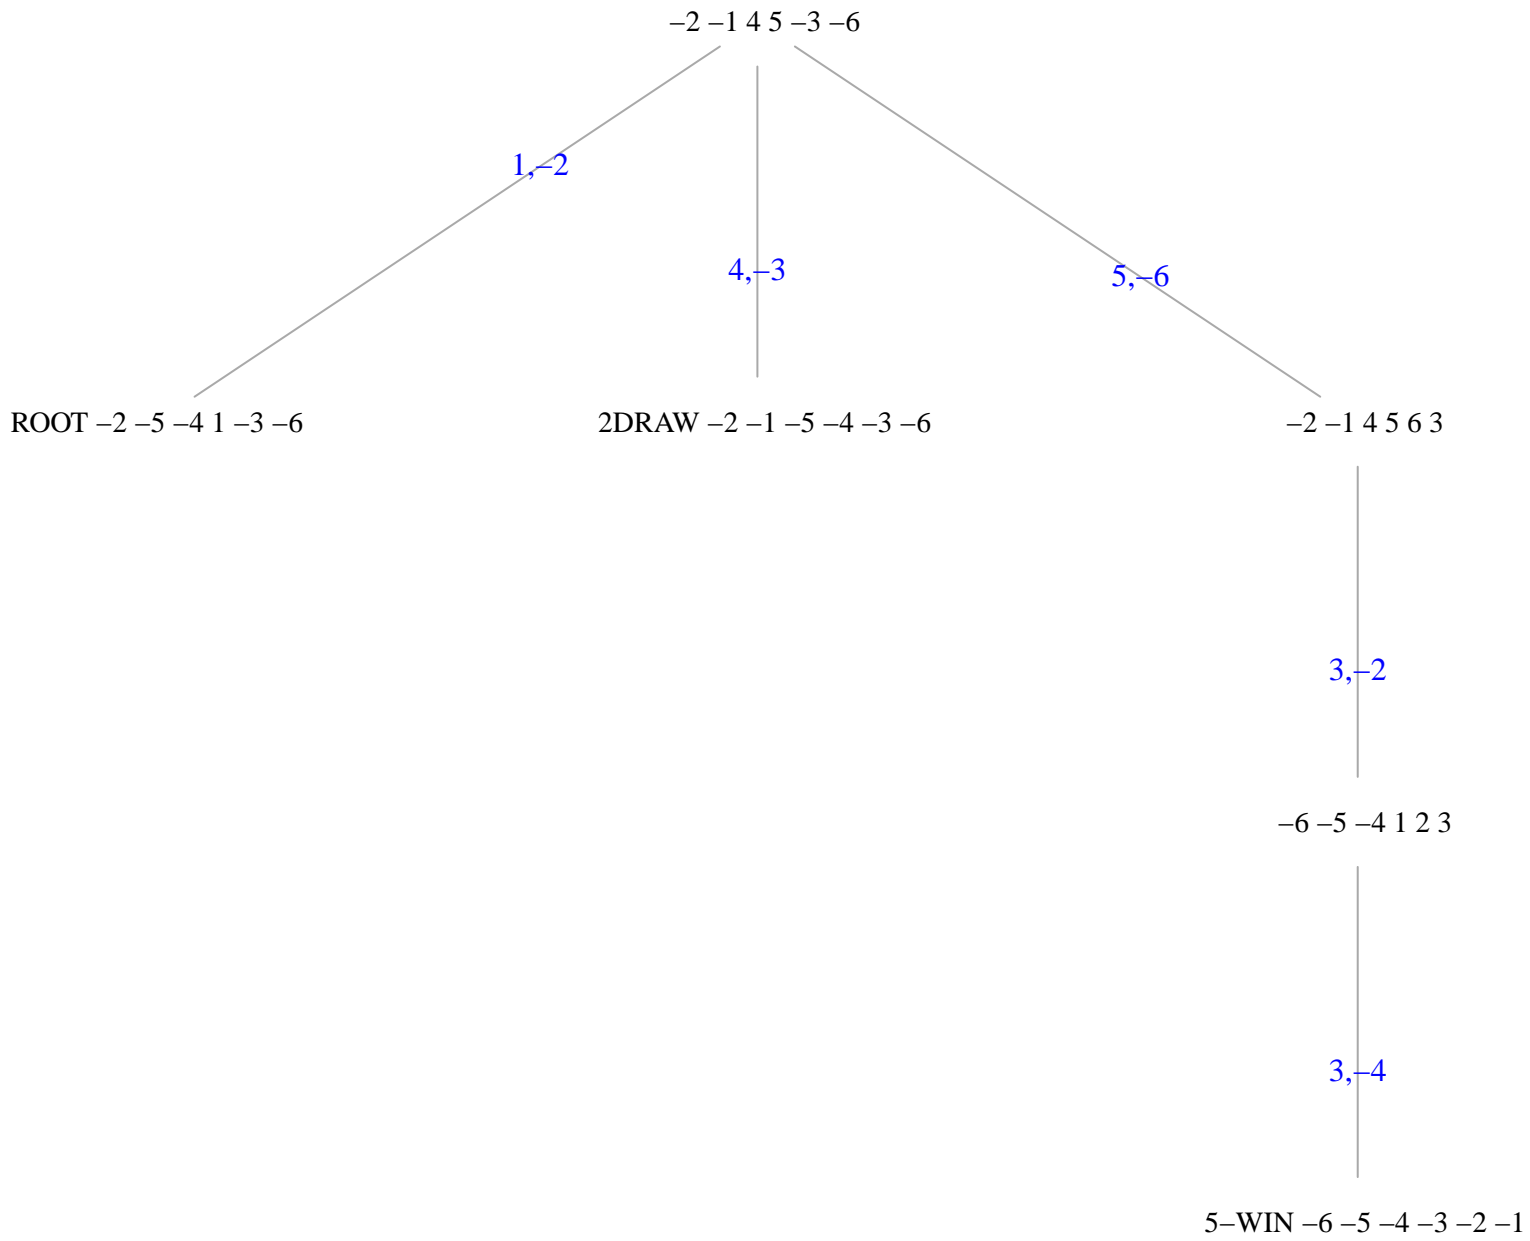 –2 –1 4 5 –3 –6
1,–2
4,–3
5,–6
ROOT –2 –5 –4 1 –3 –6
2DRAW –2 –1 –5 –4 –3 –6
–2 –1 4 5 6 3
3,–2
–6 –5 –4 1 2 3
3,–4
5–WIN –6 –5 –4 –3 –2 –1